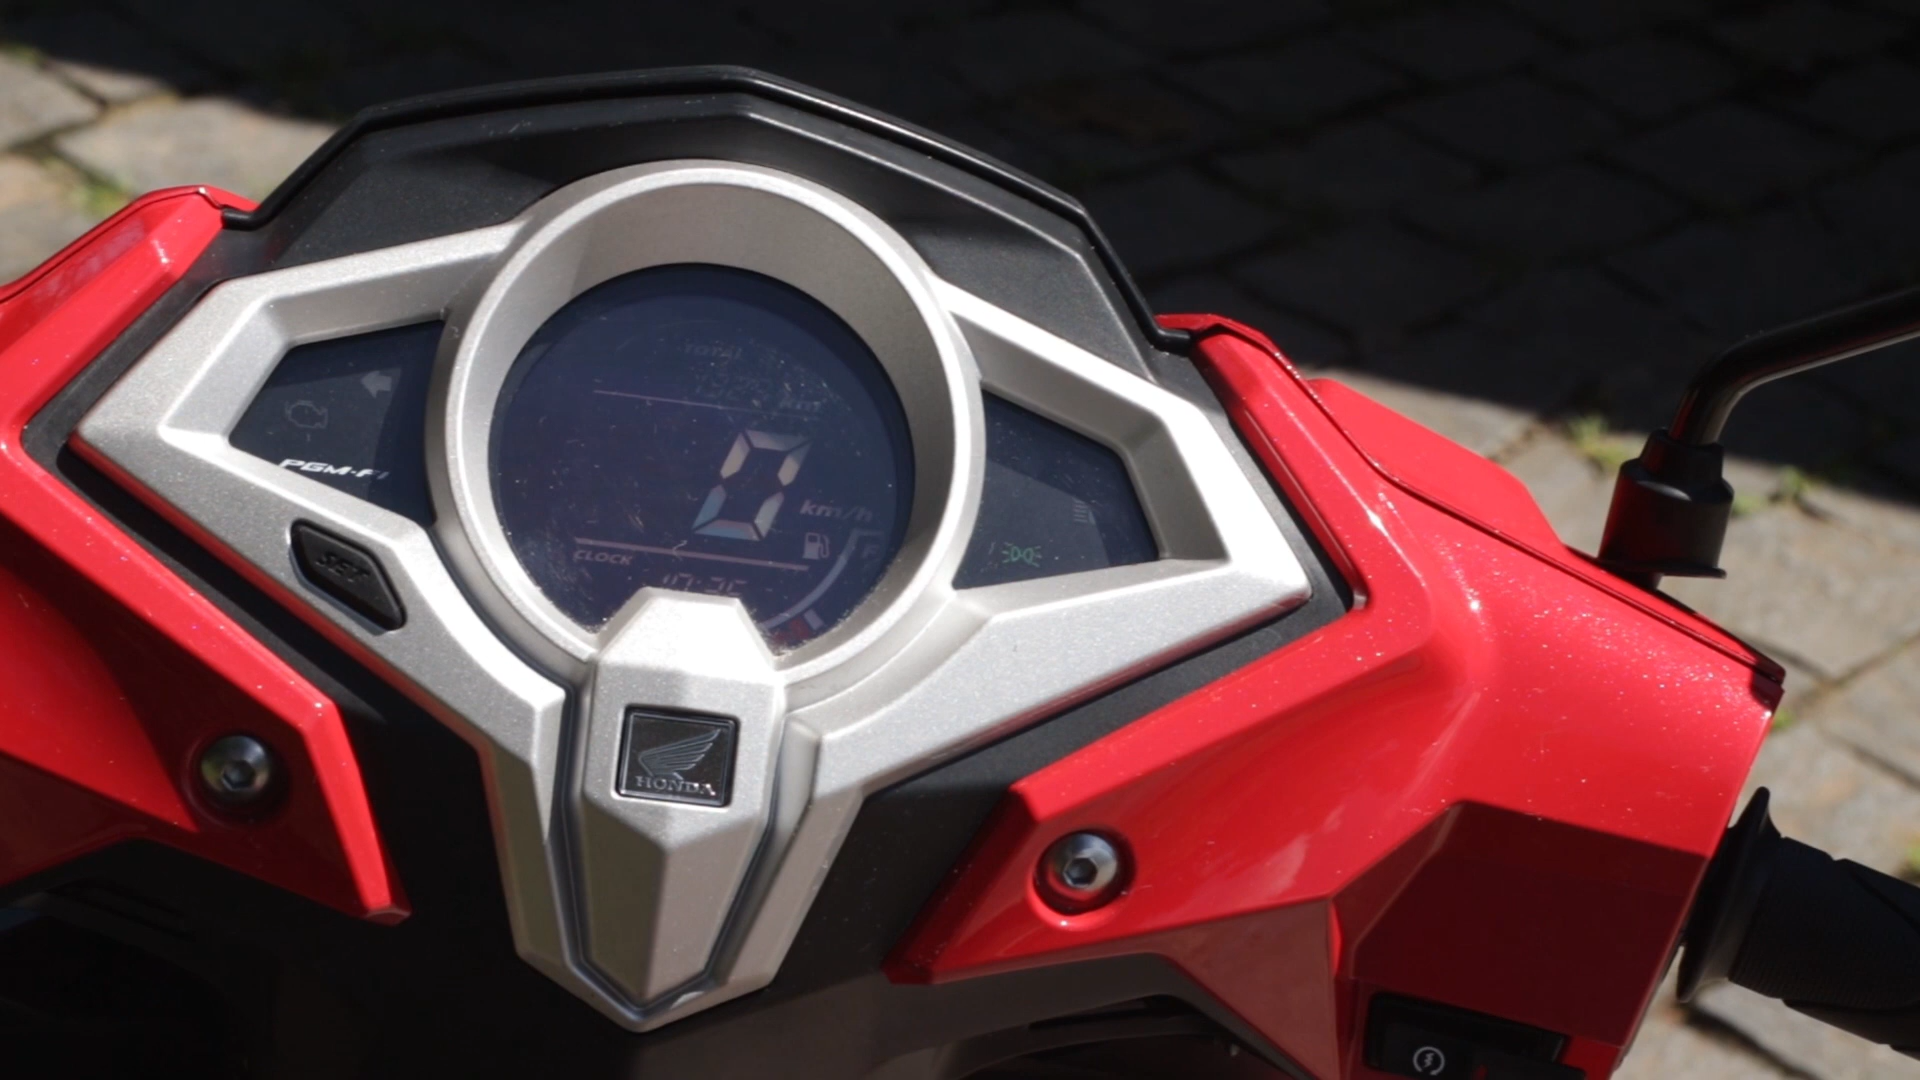 TOTAL
km
0
km/h
F
CLOCK
PGM-FI
SET
HONDA